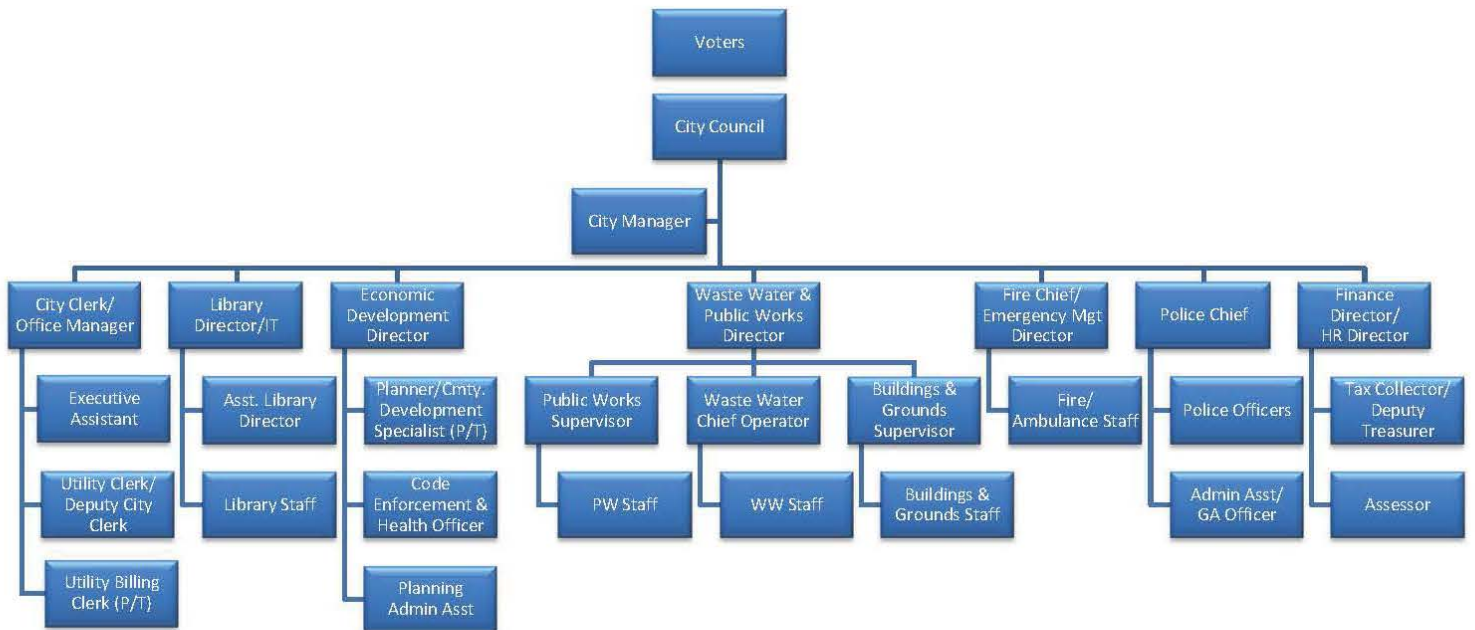 Voters
City Council
City Manager
City Clerk/
Office Manager
Library
Director/IT
Economic
Development
Director
Waste Water &
Public Works
Director
Fire Chief/
Emergency Mgt
Director
Police Chief
Finance
Director/
HR Director
Executive
Assistant
Asst. Library
Director
Planner/Cmty.
Development
Specialist (P/T)
Public Works
Supervisor
Waste Water
Chief Operator
Buildings &
Grounds
Supervisor
Fire/
Ambulance Staff
Police Officers
Tax Collector/
Deputy
Treasurer
Utility Clerk/
Deputy City
Clerk
Library Staff
Code
Enforcement &
Health Officer
PW Staff
WW Staff
Buildings &
Grounds Staff
Admin Asst/
GA Officer
Assessor
Utility Billing
Clerk (P/T)
Planning
Admin Asst